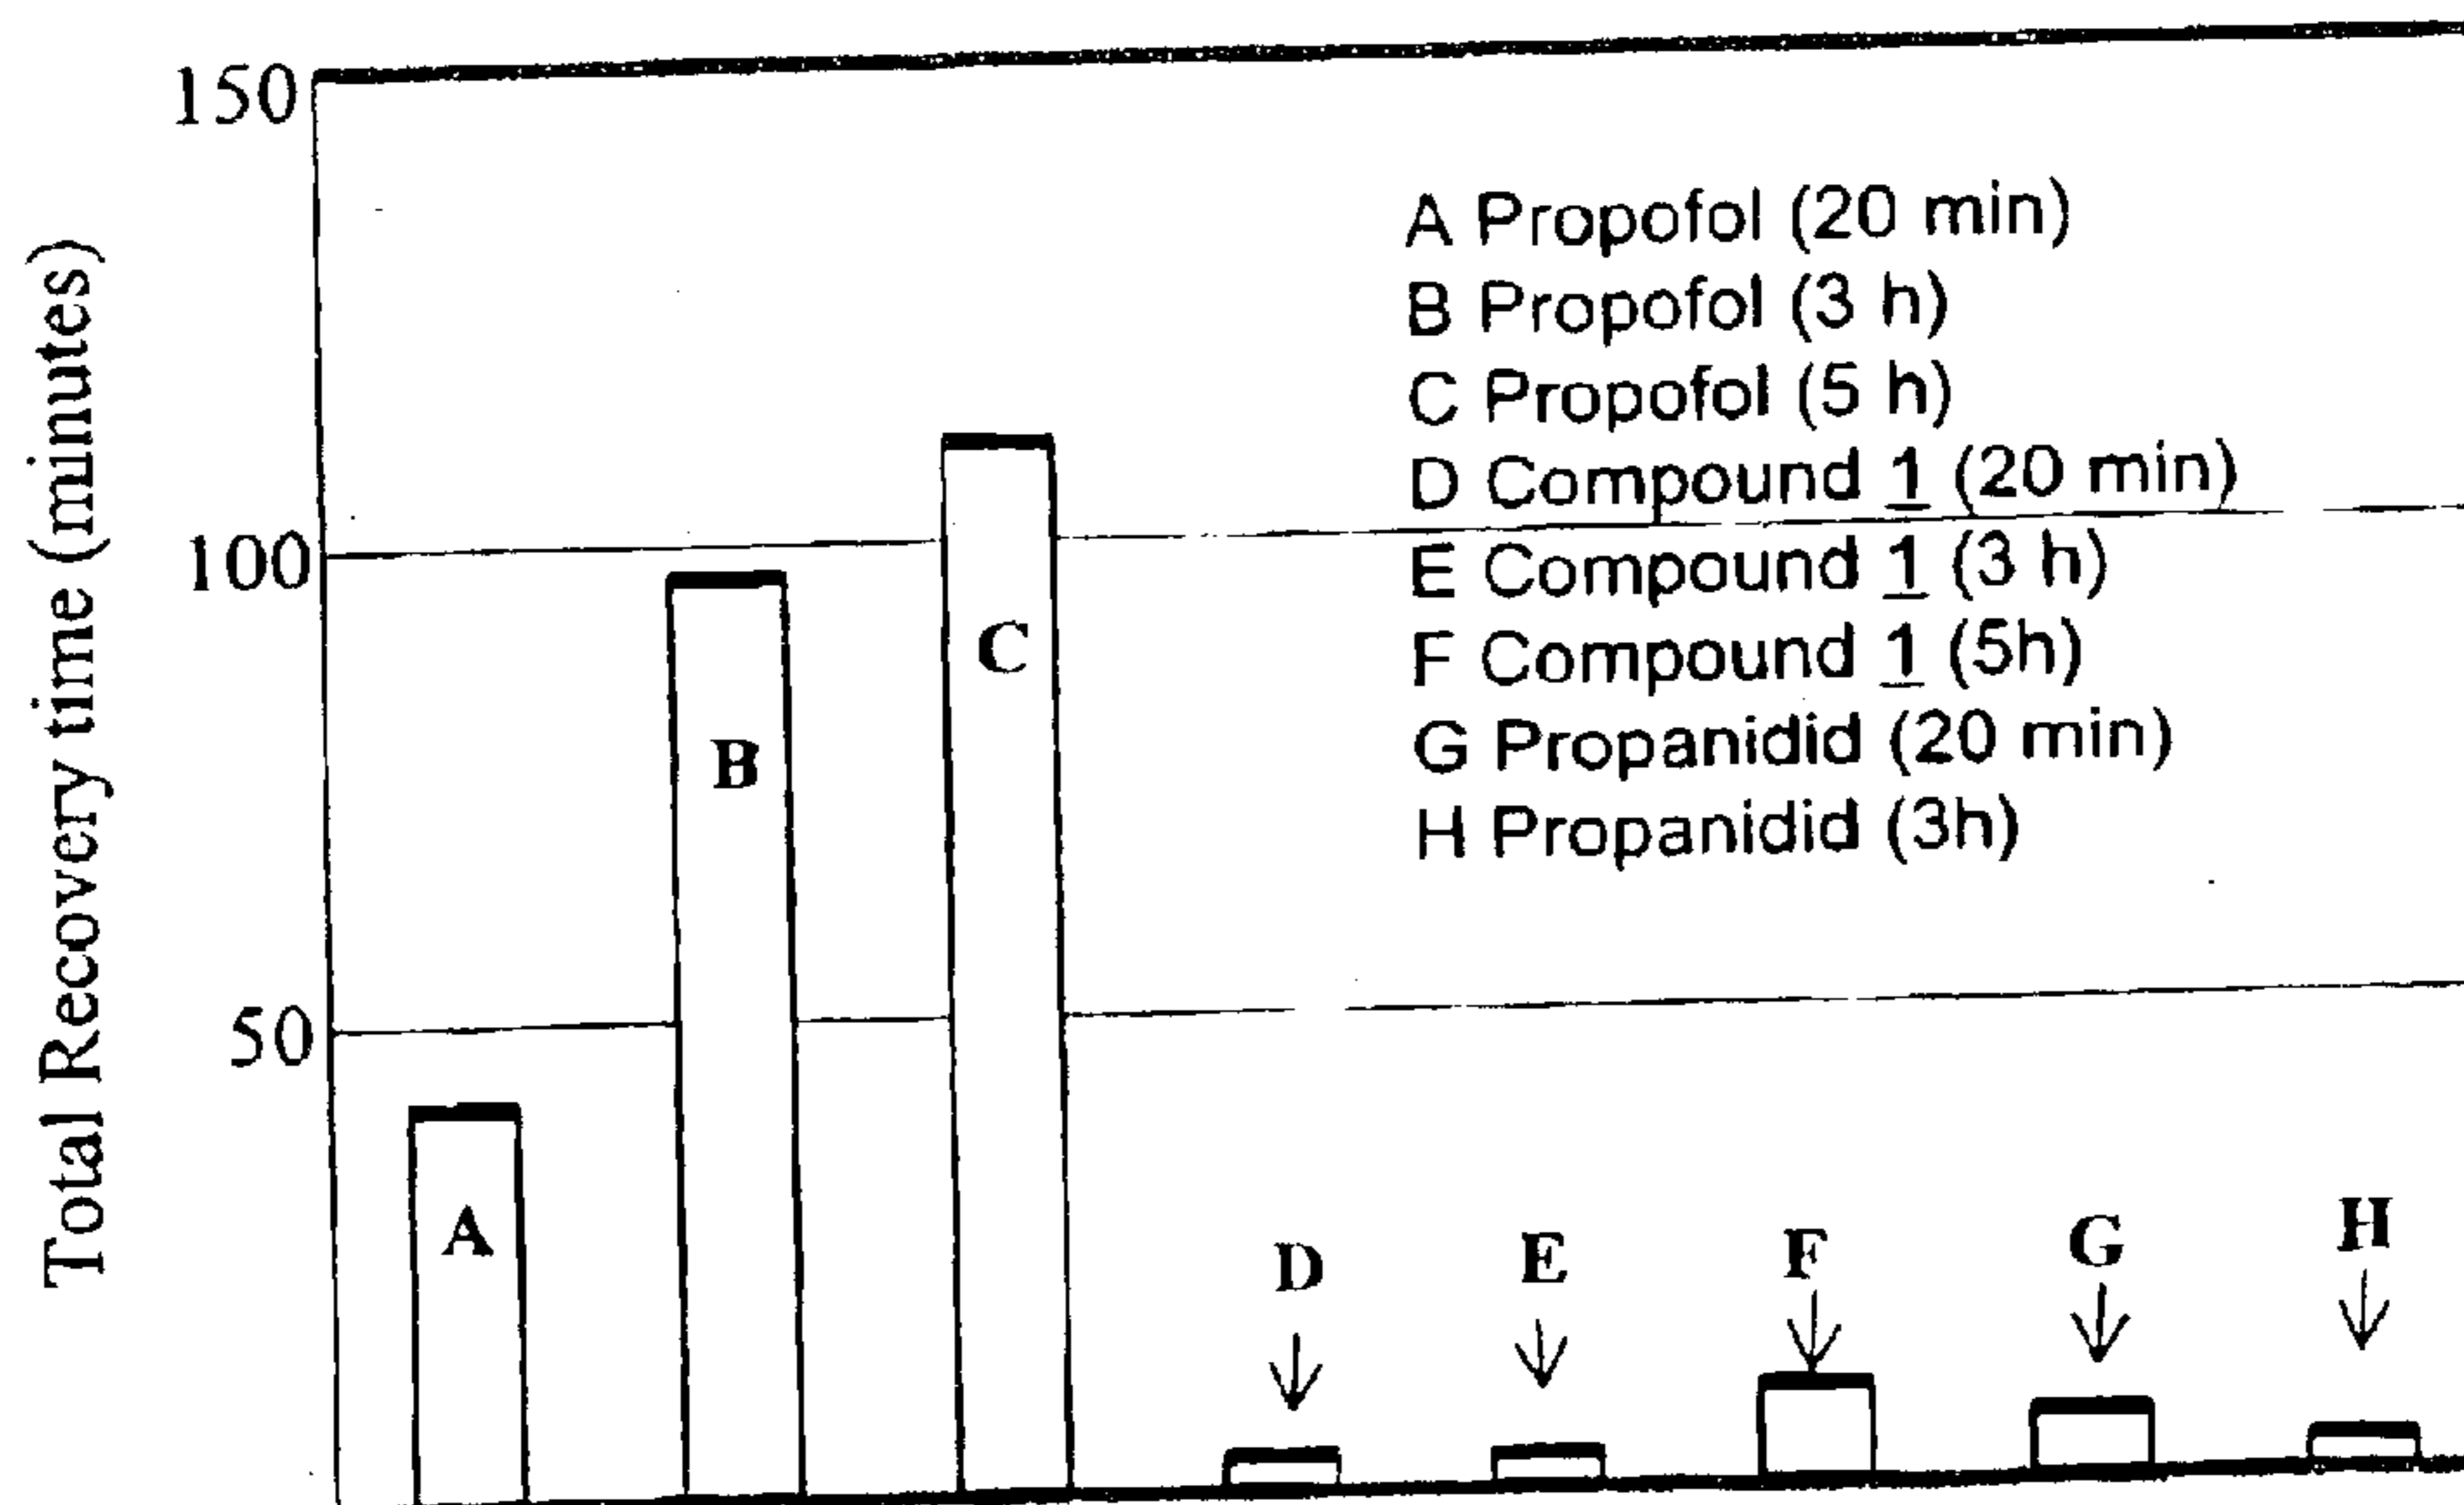 Total Recovery time (minutes)
150
100
50
A Propofol (20 min)
B Propofol (3 h)
C Propofol (5 h)
D Compound 1 (20 min)
E Compound 1 (3 h)
F Compound 1 (5h)
G Propanidid (20 min)
H Propanidid (3h)
A
B
C
D
E
F
G
H